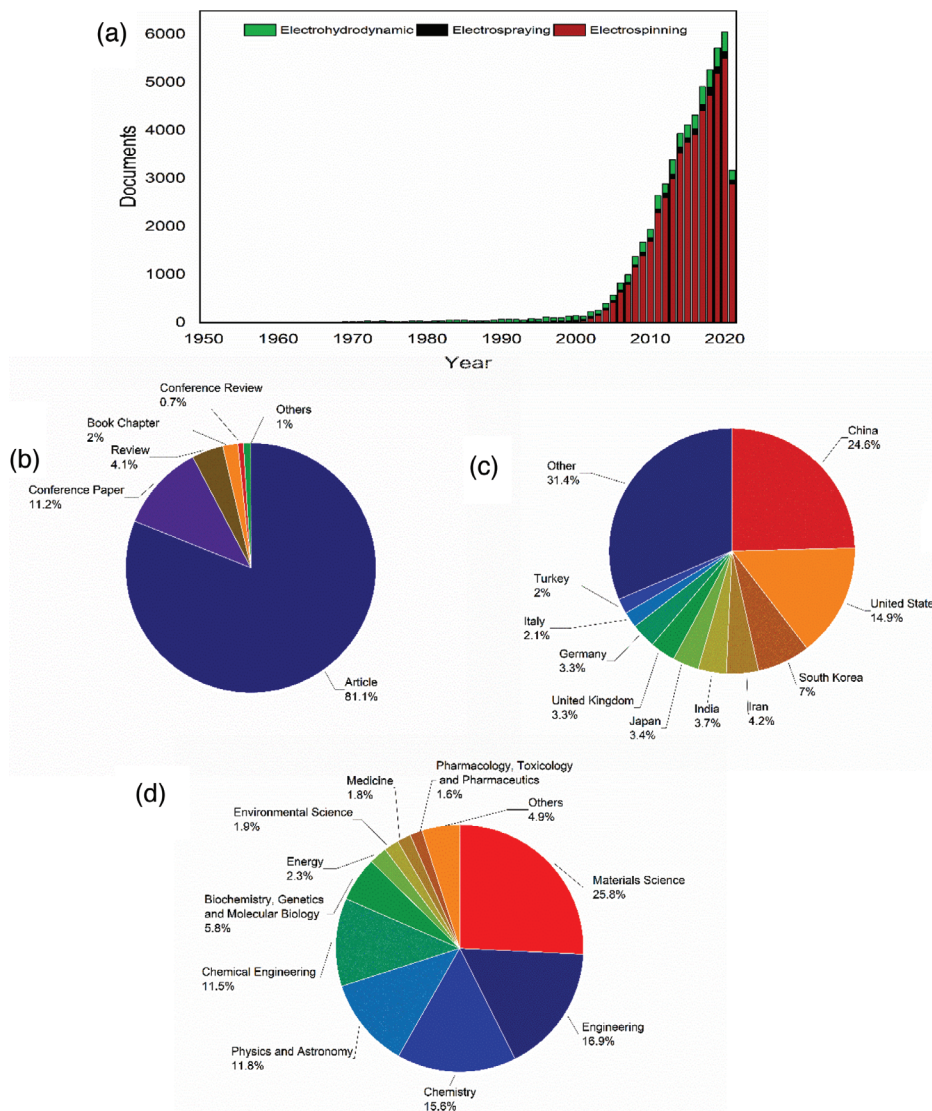 (a)
Electrohydrodynamic Electrospraying Electrospinning
6000
5000
4000
3000
2000
1000
0
Documents
1950 1960 1970 1980 1990 2000 2010 2020
Year
(b)
Conference Review
0.7%
Others
1%
Book Chapter
2%
Review
4.1%
Conference Paper
11.2%
Article
81.1%
(c)
China
24.6%
Other
31.4%
United State
14.9%
Turkey
2%
Italy
2.1%
Germany
3.3%
United Kingdom
3.3%
Japan
3.4%
India
3.7%
Iran
4.2%
South Korea
7%
(d)
Pharmacology, Toxicology
and Pharmaceutics
1.6%
Medicine
1.8%
Others
4.9%
Environmental Science
1.9%
Energy
2.3%
Materials Science
25.8%
Biochemistry, Genetics
and Molecular Biology
5.8%
Chemical Engineering
11.5%
Engineering
16.9%
Physics and Astronomy
11.8%
Chemistry
15.6%